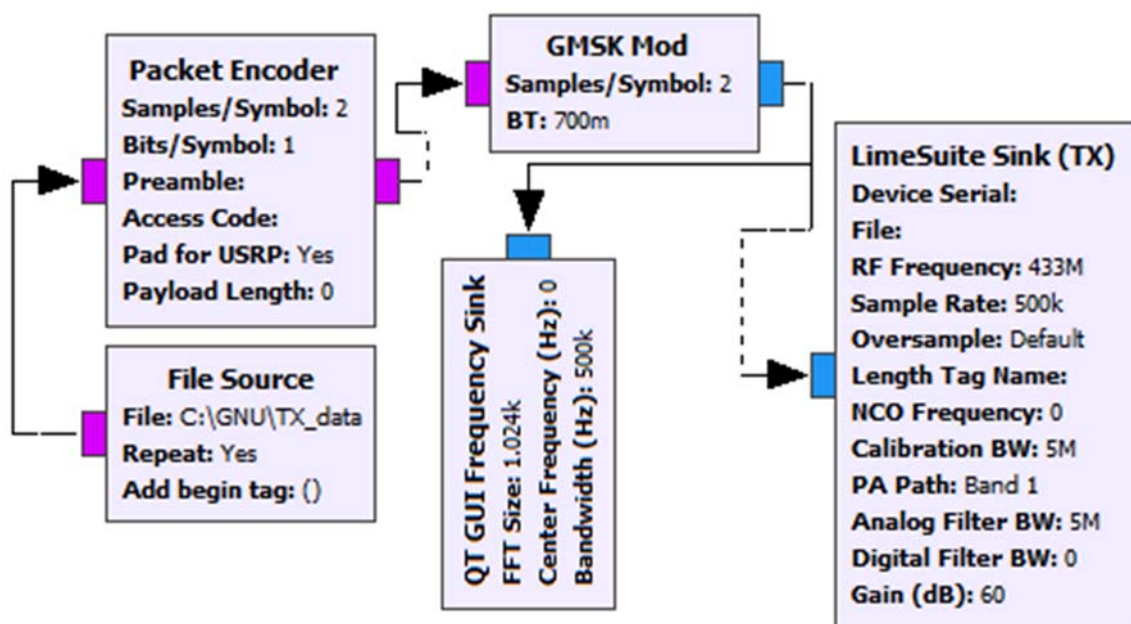 Packet Encoder
Samples/Symbol: 2
Bits/Symbol: 1
Preamble:
Access Code:
Pad for USRP: Yes
Payload Length: 0
File Source
File: C:\GNU\TX_data
Repeat: Yes
Add begin tag: ()
GMSK Mod
Samples/Symbol: 2
BT: 700m
QT GUI Frequency Sink
FFT Size: 1.024k
Center Frequency (Hz): 0
Bandwidth (Hz): 500k
LimeSuite Sink (TX)
Device Serial:
File:
RF Frequency: 433M
Sample Rate: 500k
Oversample: Default
Length Tag Name:
NCO Frequency: 0
Calibration BW: 5M
PA Path: Band 1
Analog Filter BW: 5M
Digital Filter BW: 0
Gain (dB): 60